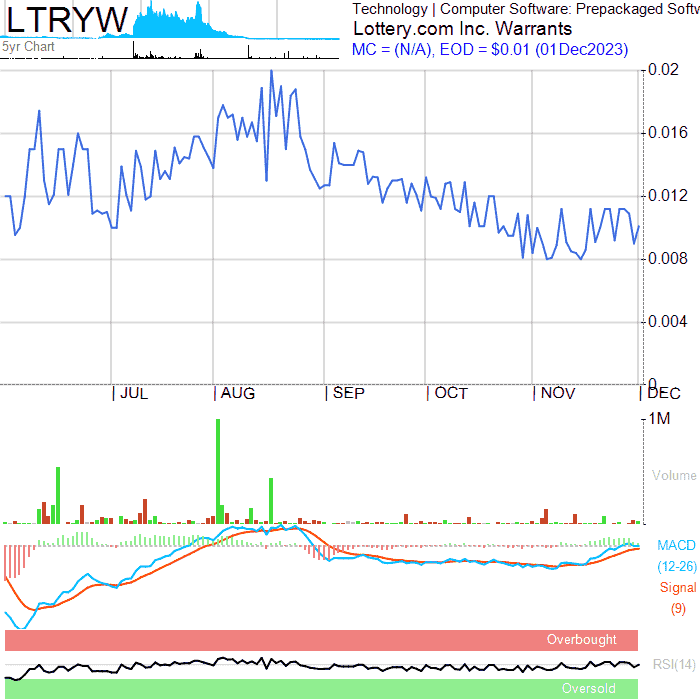 LTRYW
5yr Chart
Technology | Computer Software: Prepackaged Softw
Lottery.com Inc. Warrants
MC = (N/A), EOD = $0.01 (01Dec2023)
0.02
0.016
0.012
0.008
0.004
0
JUL AUG SEP OCT NOV DEC
1M
Volume
MACD
(12-26)
Signal
(9)
Overbought
RSI(14)
Oversold